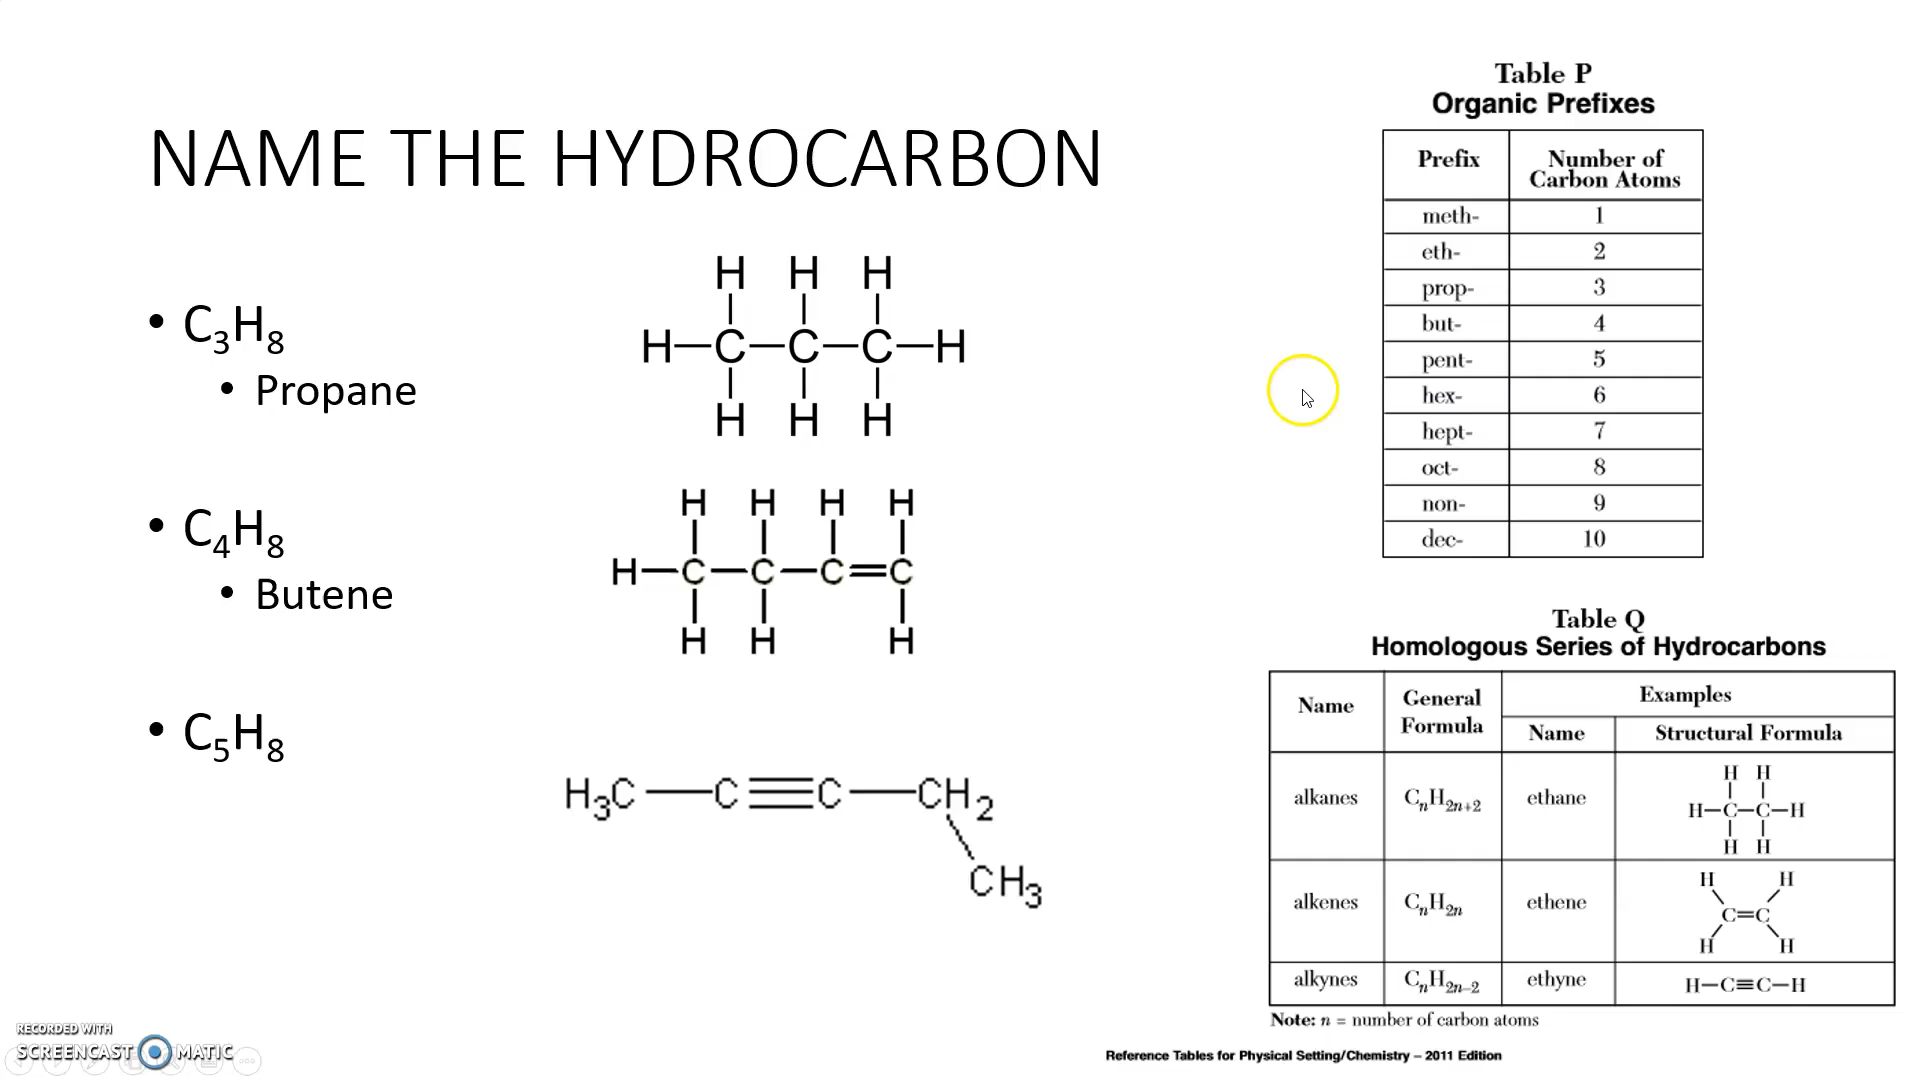 NAME THE HYDROCARBON
• C₃H₈
• Propane
H H H
H—C—C—C—H
H H H
• C₄H₈
• Butene
H H H H
H—C—C—C=C
H H H
• C₅H₈
H₃C—C≡C—CH₂
CH₃
Table P
Organic Prefixes
Prefix Number of Carbon Atoms
meth- 1
eth- 2
prop- 3
but- 4
pent- 5
hex- 6
hept- 7
oct- 8
non- 9
dec- 10
Table Q
Homologous Series of Hydrocarbons
Name General Formula Examples
Name Structural Formula
alkanes CₙH₂ₙ₊₂ ethane
H H
H—C—C—H
H H
alkenes CₙH₂ₙ ethene
H H
C=C
H H
alkynes CₙH₂ₙ₋₂ ethyne H—C≡C—H
Note: n = number of carbon atoms
Reference Tables for Physical Setting/Chemistry – 2011 Edition
RECORDED WITH
SCREENCAST MATIC